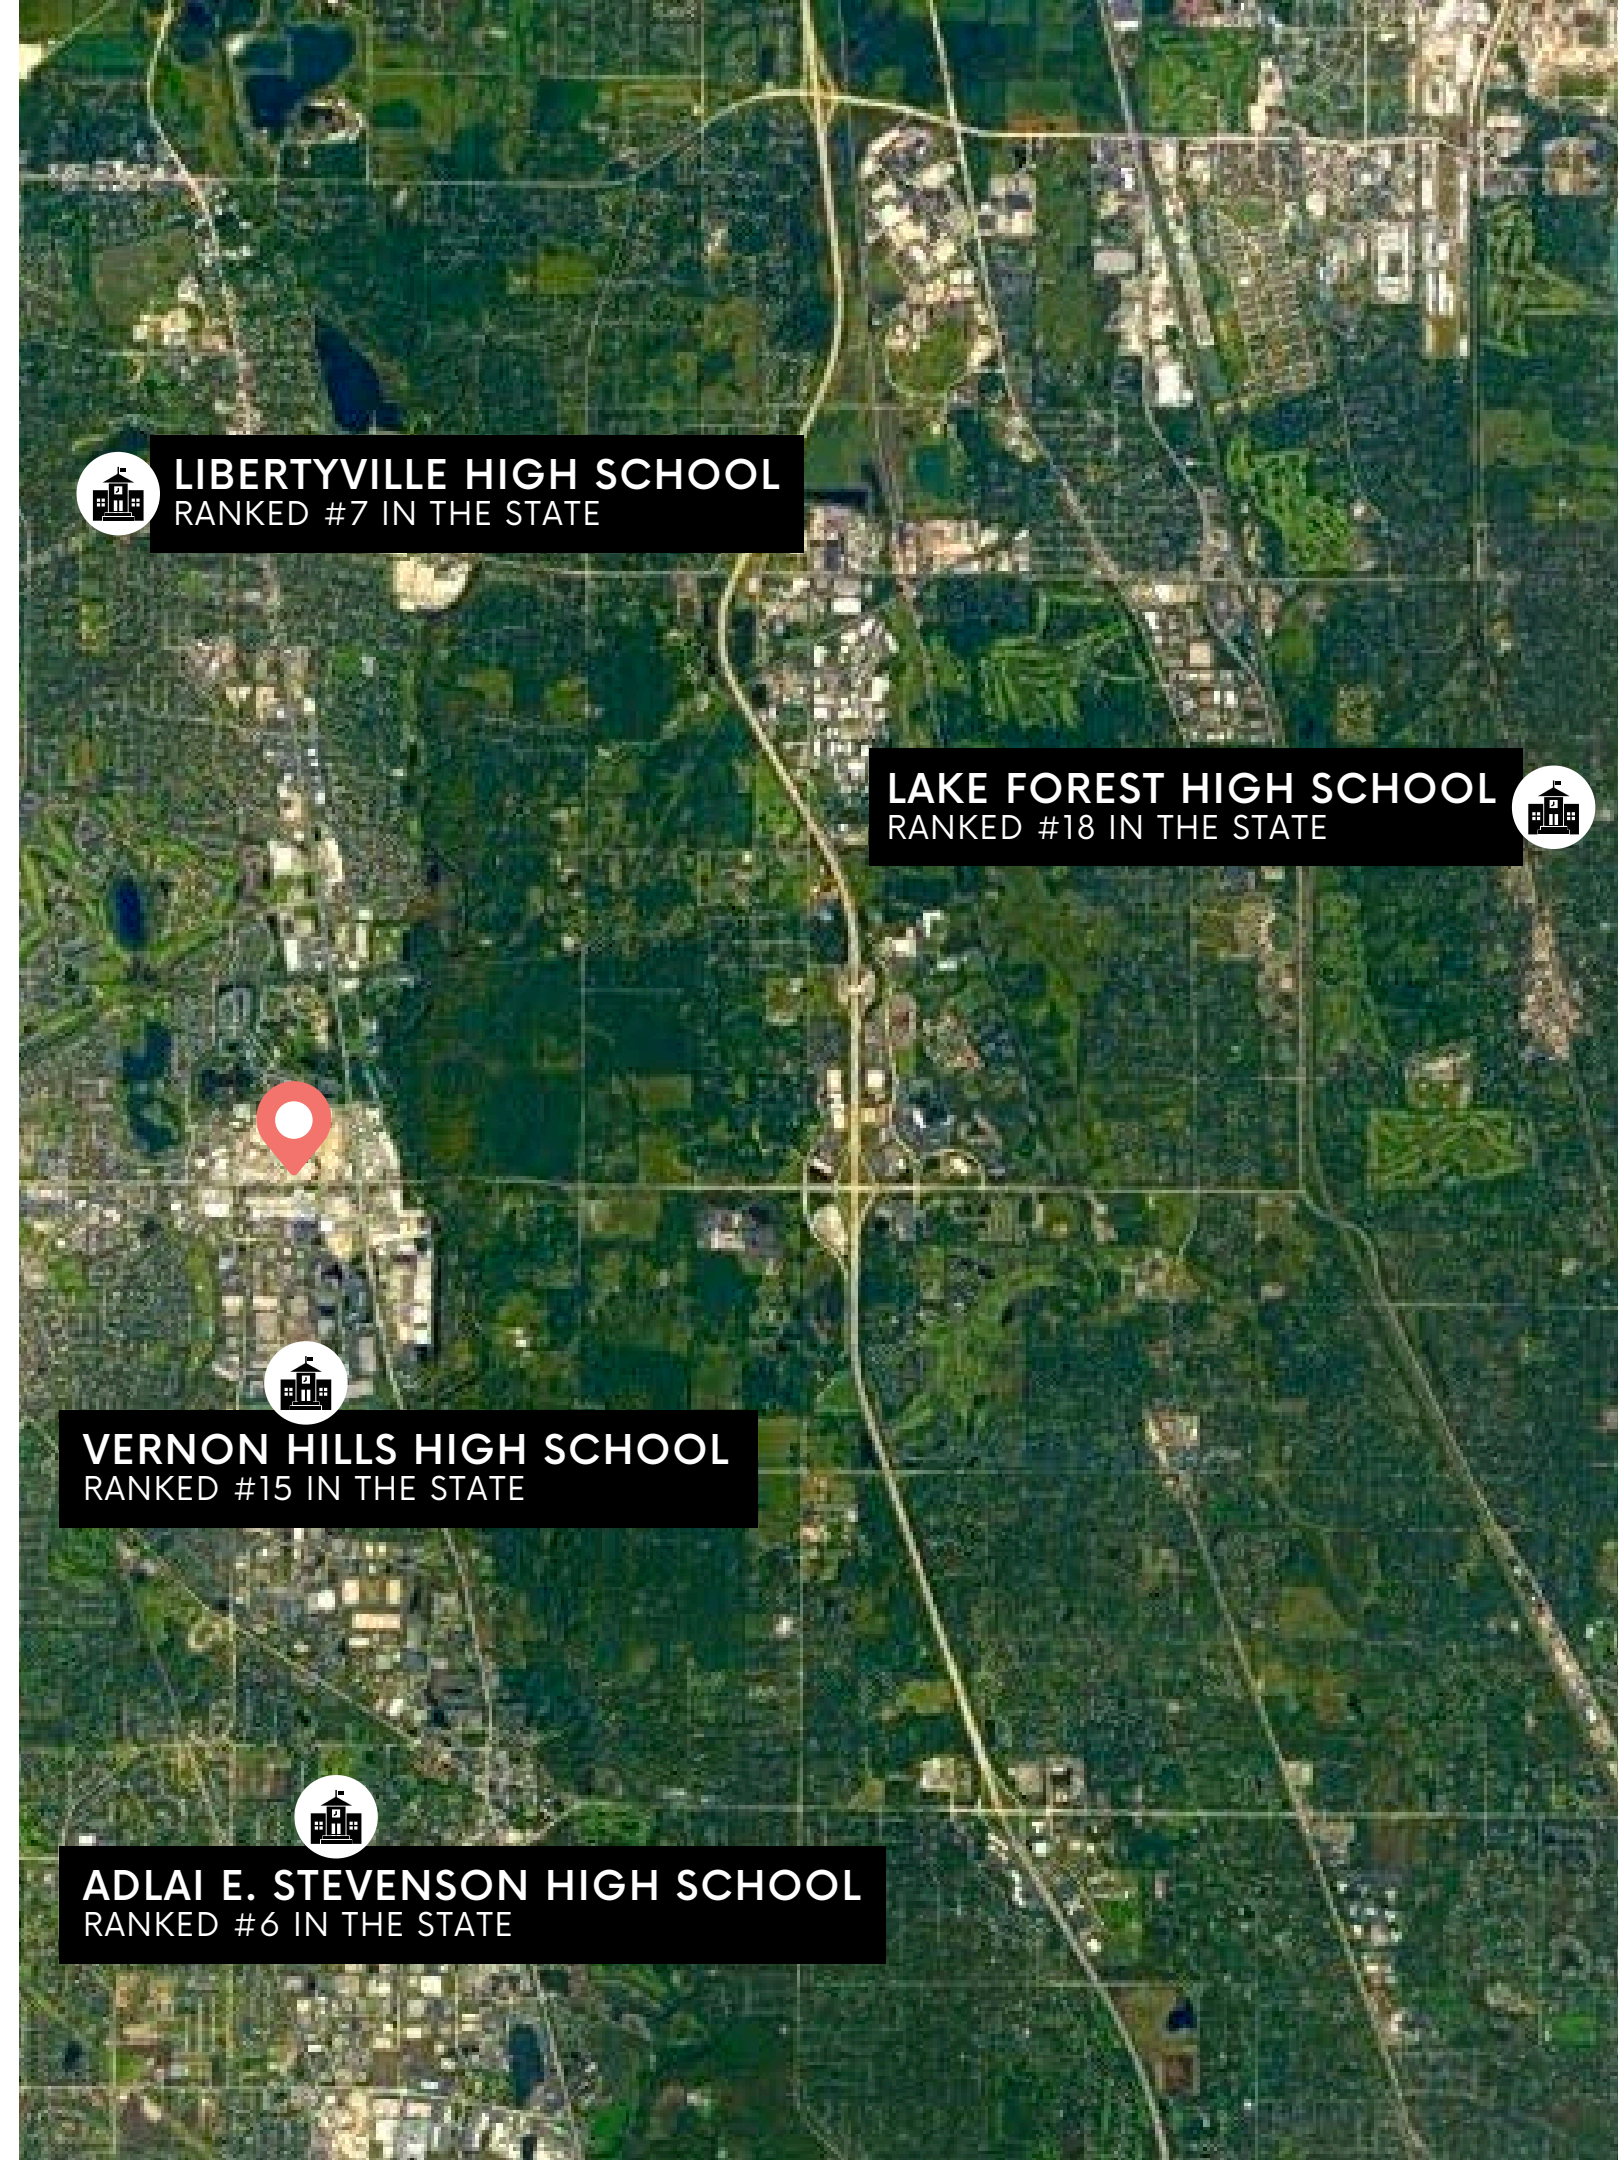 LIBERTYVILLE HIGH SCHOOL
RANKED #7 IN THE STATE
LAKE FOREST HIGH SCHOOL
RANKED #18 IN THE STATE
VERNON HILLS HIGH SCHOOL
RANKED #15 IN THE STATE
ADLAI E. STEVENSON HIGH SCHOOL
RANKED #6 IN THE STATE